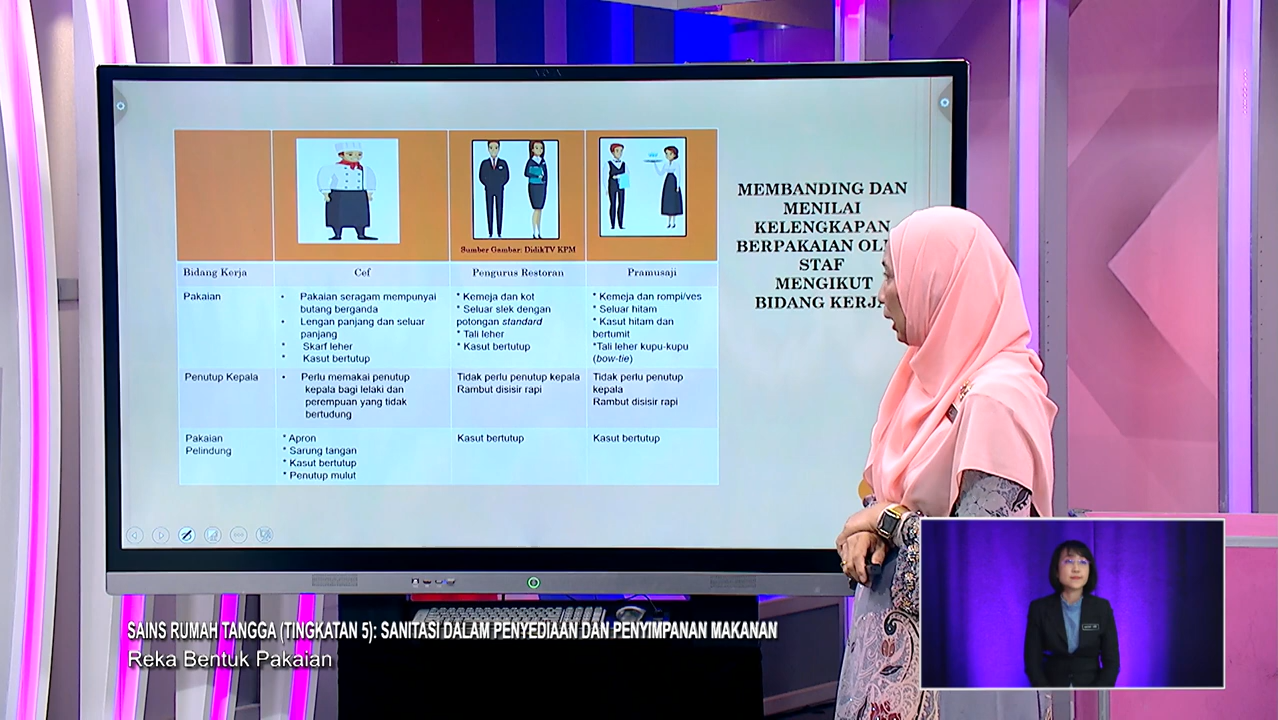 MEMBANDING DAN
MENILAI
KELENGKAPAN
BERPAKAIAN
STAF
MENGIKUT
BIDANG KERJA
Sumber Gambar: DidikTV KPM
Bidang Kerja
Cef
Pengurus Restoran
Pramusaji
Pakaian
• Pakaian seragam mempunyai
butang berganda
• Lengan panjang dan seluar
panjang
• Skarf leher
• Kasut bertutup
* Kemeja dan kot
* Seluar slek dengan
potongan standard
* Tali leher
* Kasut bertutup
* Kemeja dan rompi/ves
* Seluar hitam
* Kasut hitam dan
bertumit
*Tali leher kupu-kupu
(bow-tie)
Penutup Kepala
• Perlu memakai penutup
kepala bagi lelaki dan
perempuan yang tidak
bertudung
Tidak perlu penutup kepala
Rambut disisir rapi
Tidak perlu penutup
kepala
Rambut disisir rapi
Pakaian
Pelindung
* Apron
* Sarung tangan
* Kasut bertutup
* Penutup mulut
Kasut bertutup
Kasut bertutup
SAINS RUMAH TANGGA (TINGKATAN 5): SANITASI DALAM PENYEDIAAN DAN PENYIMPANAN MAKANAN
Reka Bentuk Pakaian